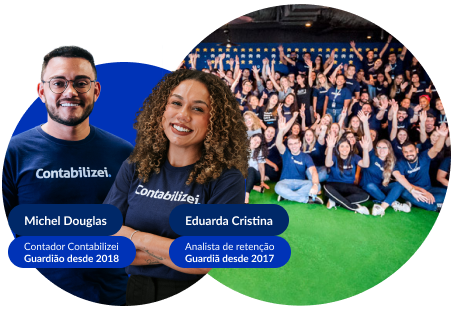 Contabilizei.
Contabilizei.
Michel Douglas
Contador Contabilizei
Guardião desde 2018
Eduarda Cristina
Analista de retenção
Guardiã desde 2017